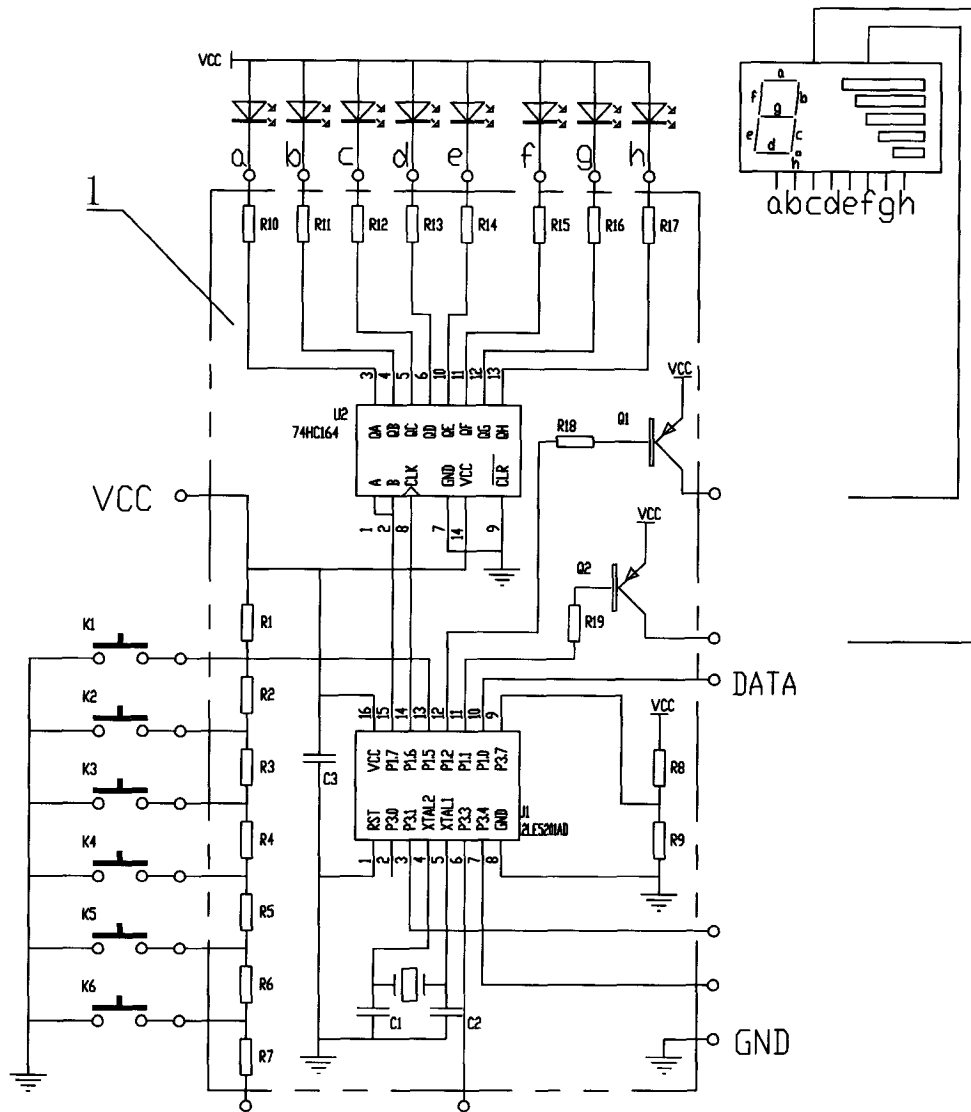 VCC
a b c d e f g h
a
f b
g
e c
d
h
abcdefgh
1
R10 R11 R12 R13 R14 R15 R16 R17
3 4 5 6 10 11 12 13
U2
74HC164
QA QB QC QD QE QF QG QH
A B CLK GND VCC CLR
1 2 8 7 14 9
VCC
R18 Q1
VCC
VCC
Q2
R19
R1
K1
R2
K2
R3
K3
R4
K4
R5
K5
R6
K6
R7
C3
DATA
VCC
R8
R9
16 15 14 13 12 11 10 9
VCC P1.7 P1.6 P1.5 P1.2 P1.1 P1.0 P3.7
RST P3.0 P3.1 XTAL2 XTAL1 P3.3 P3.4 GND
1 2 3 4 5 6 7 8
C1 C2
GND